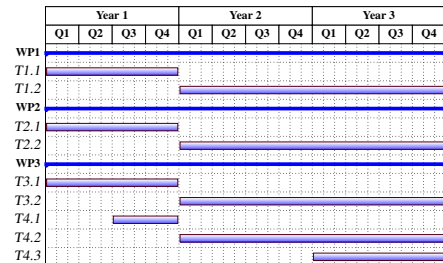 Year 1 Year 2 Year 3
Q1 Q2 Q3 Q4 Q1 Q2 Q3 Q4 Q1 Q2 Q3 Q4
WP1
T1.1
T1.2
WP2
T2.1
T2.2
WP3
T3.1
T3.2
T4.1
T4.2
T4.3